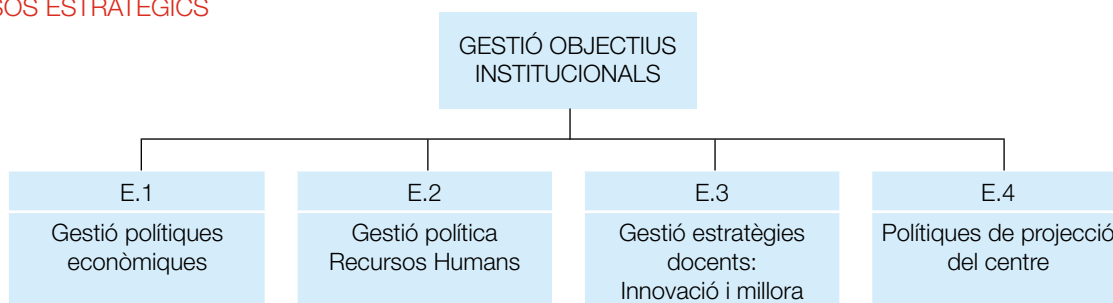 SOS ESTRATÈGICS
GESTIÓ OBJECTIUS
INSTITUCIONALS
E.1
Gestió polítiques
econòmiques
E.2
Gestió política
Recursos Humans
E.3
Gestió estratègies
docents:
Innovació i millora
E.4
Polítiques de projecció
del centre